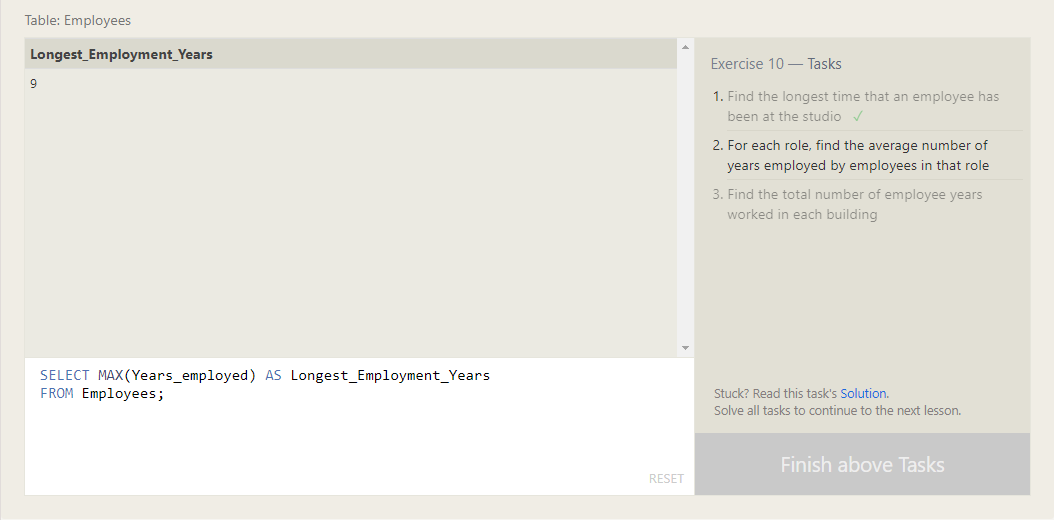 Table: Employees
Longest_Employment_Years
9
SELECT MAX(Years_employed) AS Longest_Employment_Years
FROM Employees;
RESET
Exercise 10 — Tasks
1. Find the longest time that an employee has
been at the studio ✓
2. For each role, find the average number of
years employed by employees in that role
3. Find the total number of employee years
worked in each building
Stuck? Read this task's Solution.
Solve all tasks to continue to the next lesson.
Finish above Tasks